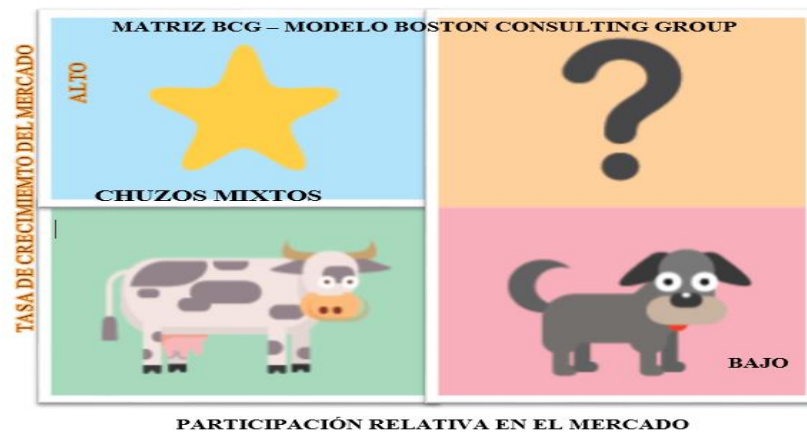 MATRIZ BCG – MODELO BOSTON CONSULTING GROUP
TASA DE CRECIMIEMTO DEL MERCADO
ALTO
CHUZOS MIXTOS
BAJO
PARTICIPACIÓN RELATIVA EN EL MERCADO